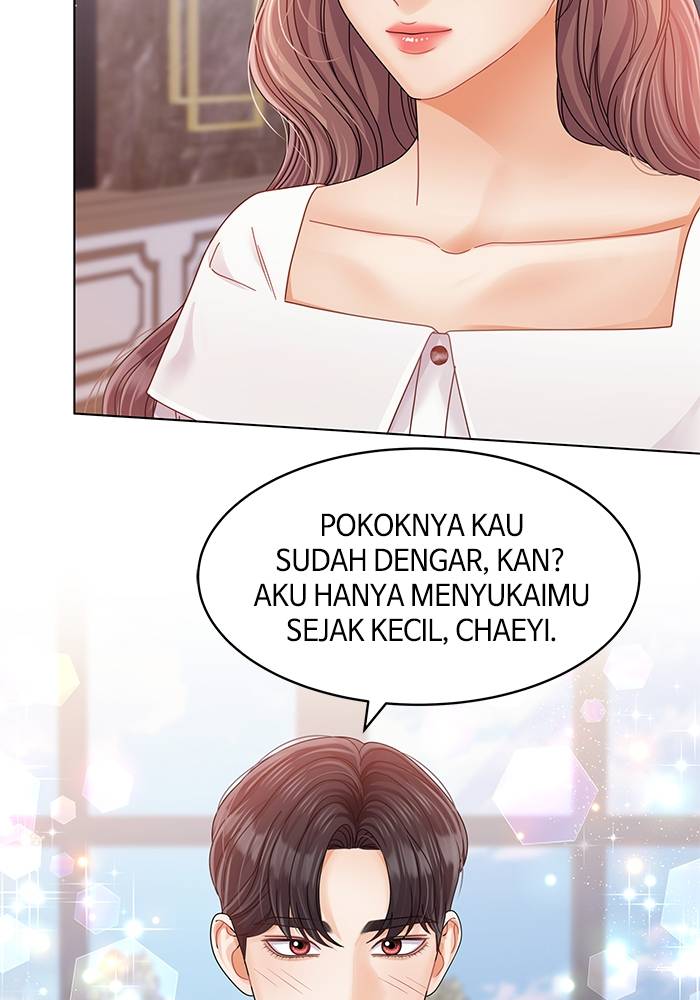 POKOKNYA KAU
SUDAH DENGAR, KAN?
AKU HANYA MENYUKAIMU
SEJAK KECIL, CHAEYI.